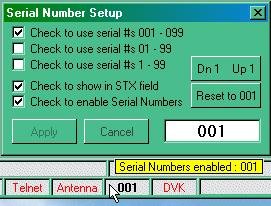 Serial Number Setup
Check to use serial #s 001 - 099
Check to use serial #s 01 - 99
Check to use serial #s 1 - 99
Check to show in STX field
Check to enable Serial Numbers
Dn 1 Up 1
Reset to 001
Apply
Cancel
001
Serial Numbers enabled : 001
Telnet
Antenna
001
DVK